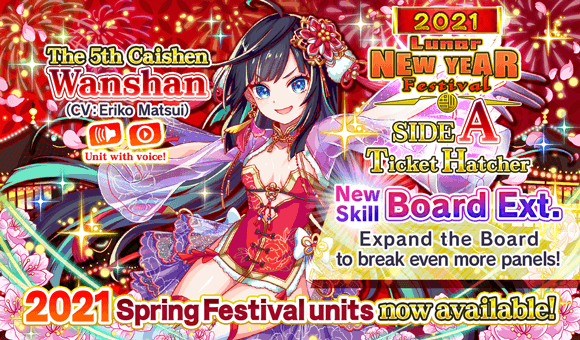 The 5th Caishen
Wanshan
(CV: Eriko Matsui)
Unit with voice!
2021
Lunar
NEW YEAR
Festival
SIDE A
Ticket Hatcher
New
Skill
Board Ext.
Expand the Board
to break even more panels!
2021 Spring Festival units now available!